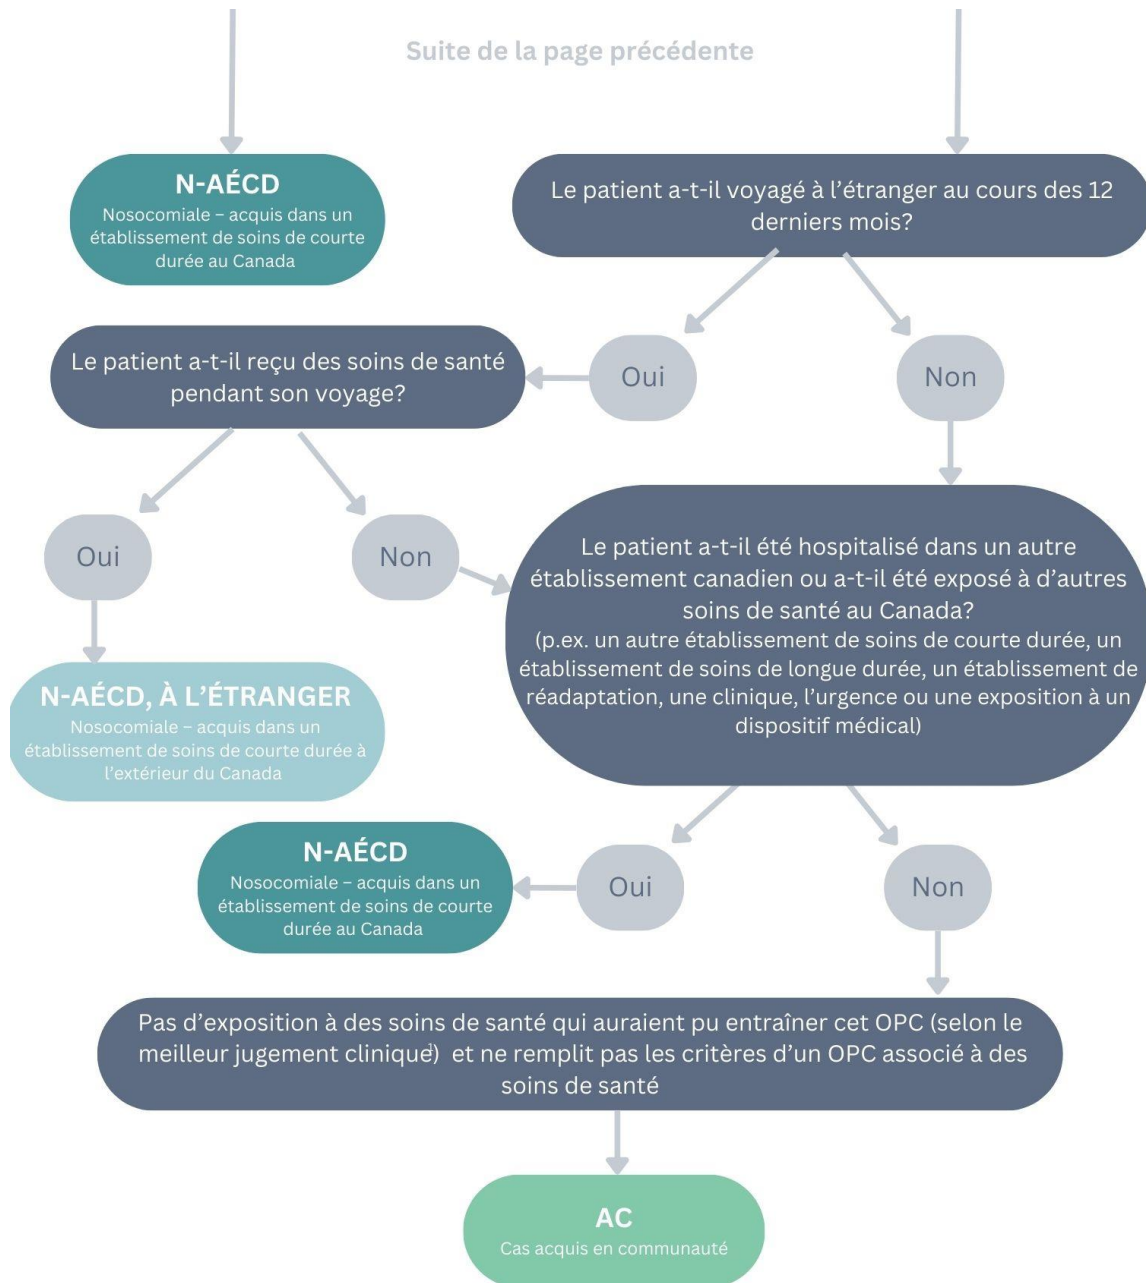 Suite de la page précédente
N-AÉCD
Nosocomiale – acquis dans un
établissement de soins de courte
durée au Canada
Le patient a-t-il voyagé à l'étranger au cours des 12
derniers mois?
Le patient a-t-il reçu des soins de santé
pendant son voyage?
Oui
Non
Oui
Non
Le patient a-t-il été hospitalisé dans un autre
établissement canadien ou a-t-il été exposé à d'autres
soins de santé au Canada?
(p.ex. un autre établissement de soins de courte durée, un
établissement de soins de longue durée, un établissement de
réadaptation, une clinique, l'urgence ou une exposition à un
dispositif médical)
N-AÉCD, À L'ÉTRANGER
Nosocomiale – acquis dans un
établissement de soins de courte durée à
l'extérieur du Canada
N-AÉCD
Nosocomiale – acquis dans un
établissement de soins de courte
durée au Canada
Oui
Non
Pas d'exposition à des soins de santé qui auraient pu entraîner cet OPC (selon le
meilleur jugement clinique¹) et ne remplit pas les critères d'un OPC associé à des
soins de santé
AC
Cas acquis en communauté